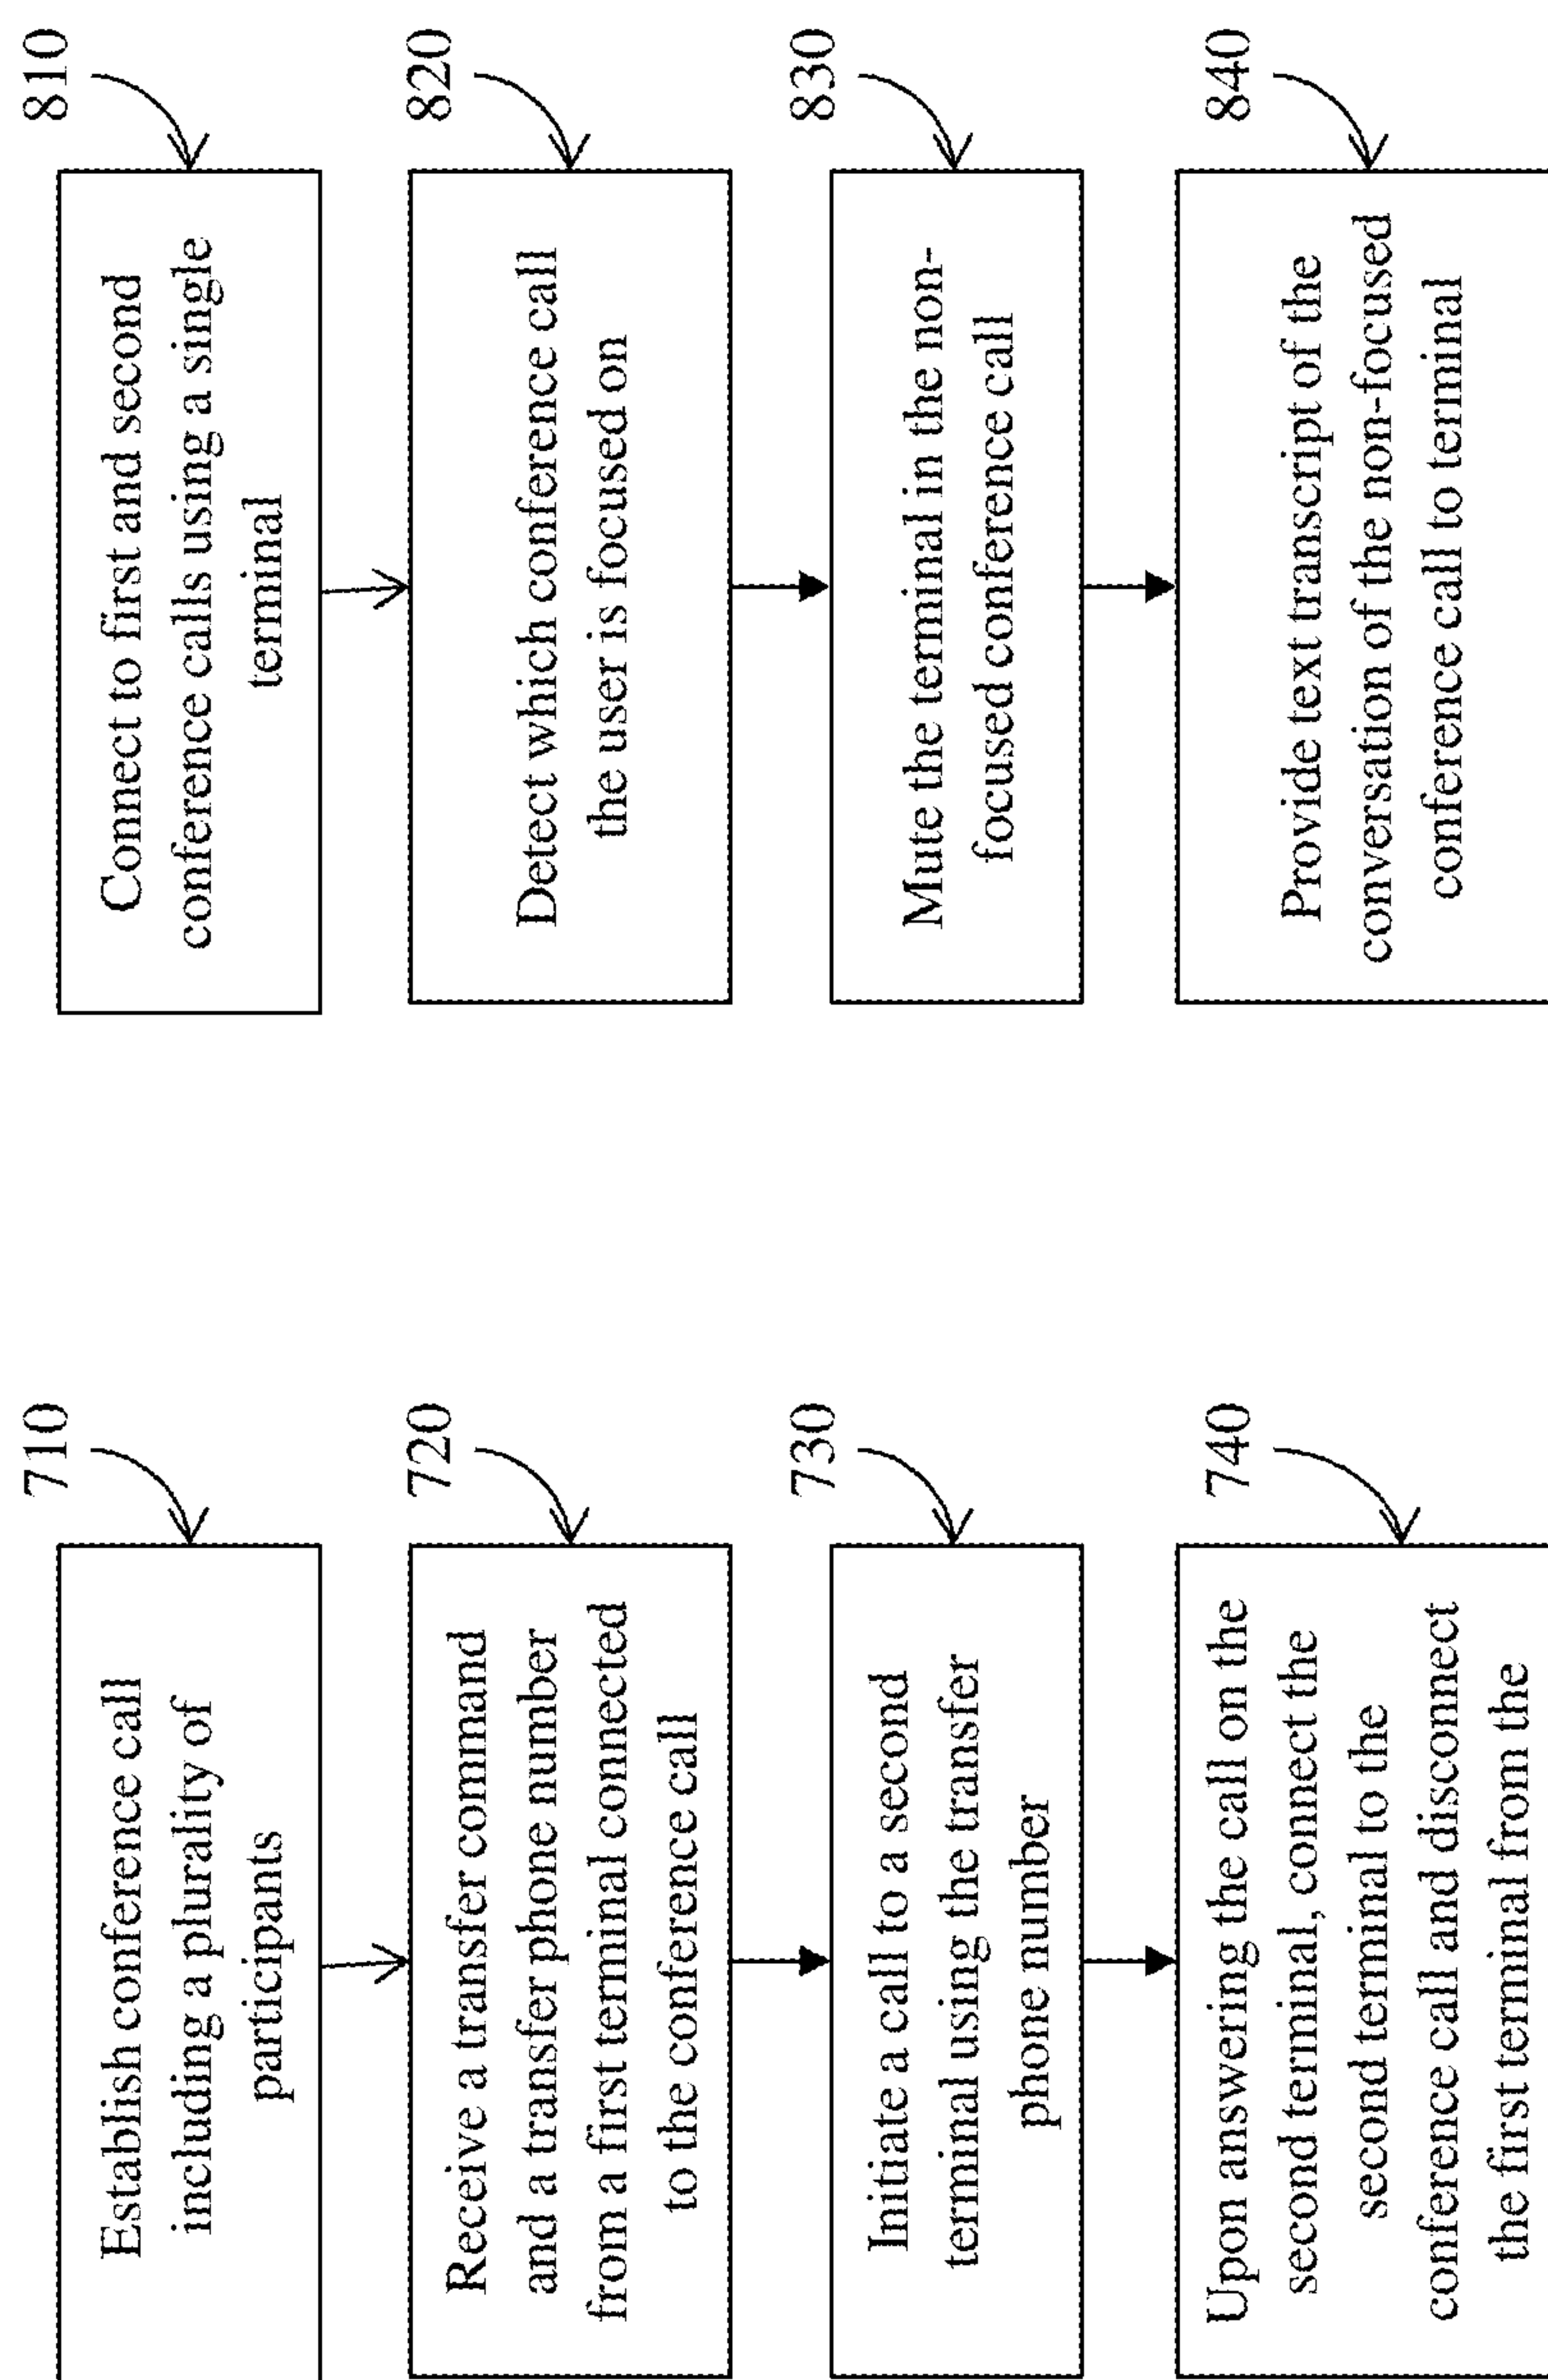 710
Establish conference call
including a plurality of
participants
720
Receive a transfer command
and a transfer phone number
from a first terminal connected
to the conference call
730
Initiate a call to a second
terminal using the transfer
phone number
740
Upon answering the call on the
second terminal, connect the
second terminal to the
conference call and disconnect
the first terminal from the
810
Connect to first and second
conference calls using a single
terminal
820
Detect which conference call
the user is focused on
830
Mute the terminal in the non-
focused conference call
840
Provide text transcript of the
conversation of the non-focused
conference call to terminal